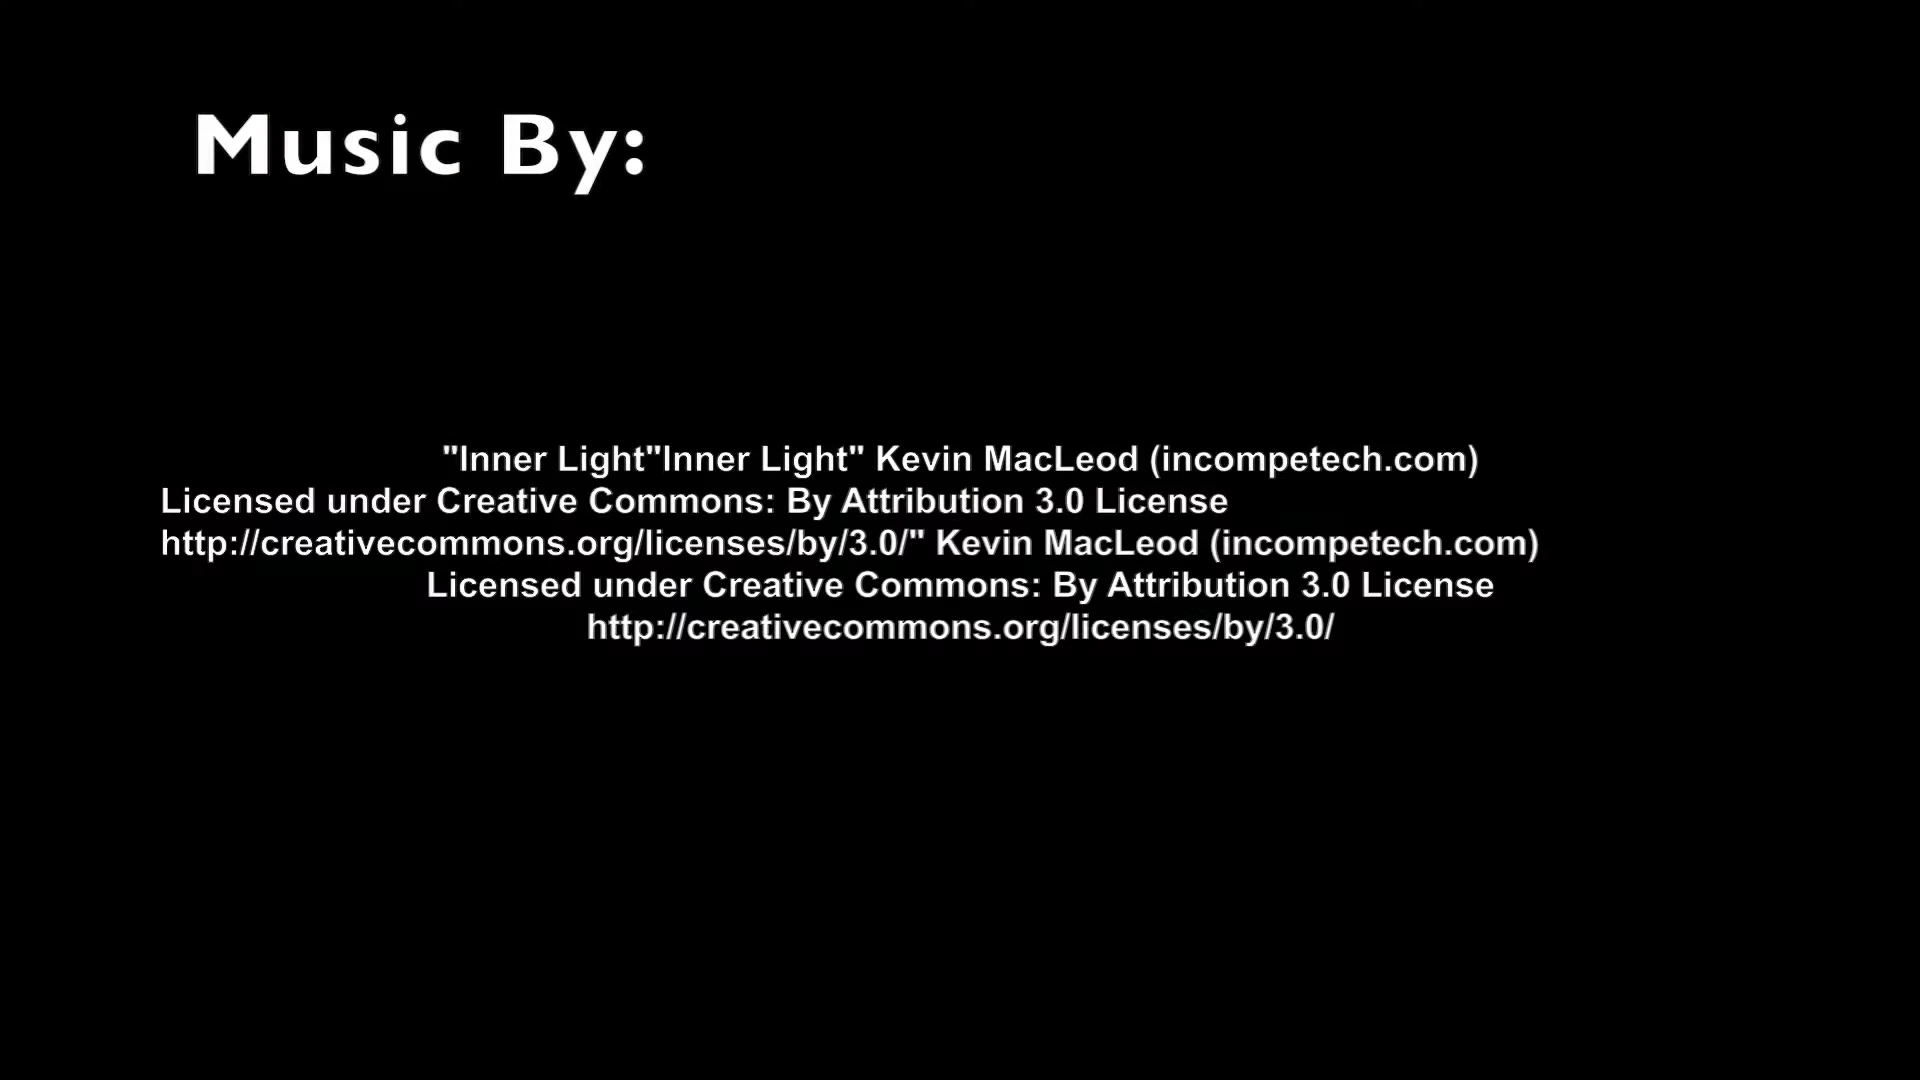 Music By:
"Inner Light"Inner Light" Kevin MacLeod (incompetech.com)
Licensed under Creative Commons: By Attribution 3.0 License
http://creativecommons.org/licenses/by/3.0/" Kevin MacLeod (incompetech.com)
Licensed under Creative Commons: By Attribution 3.0 License
http://creativecommons.org/licenses/by/3.0/